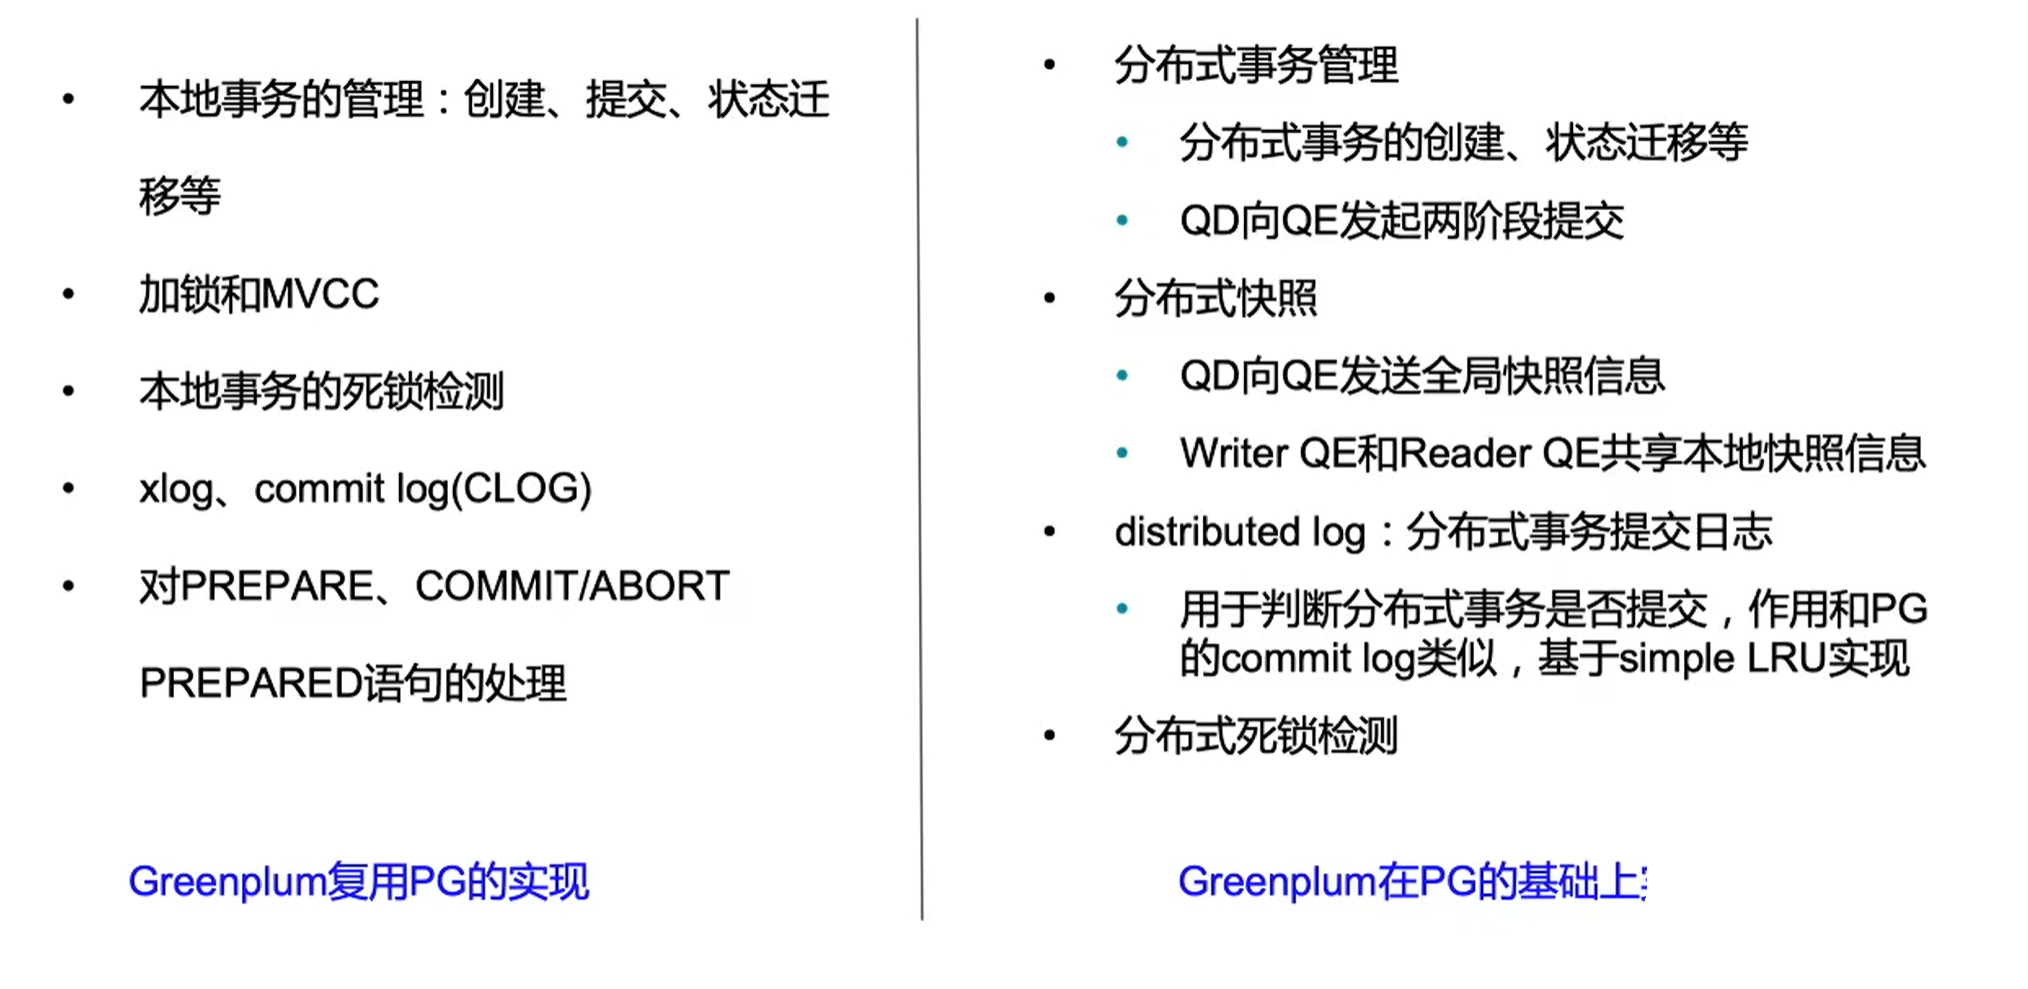 • 本地事务的管理：创建、提交、状态迁
移等
• 加锁和MVCC
• 本地事务的死锁检测
• xlog、commit log(CLOG)
• 对PREPARE、COMMIT/ABORT
PREPARED语句的处理
Greenplum复用PG的实现
• 分布式事务管理
• 分布式事务的创建、状态迁移等
• QD向QE发起两阶段提交
• 分布式快照
• QD向QE发送全局快照信息
• Writer QE和Reader QE共享本地快照信息
• distributed log：分布式事务提交日志
• 用于判断分布式事务是否提交，作用和PG
的commit log类似，基于simple LRU实现
• 分布式死锁检测
Greenplum在PG的基础上